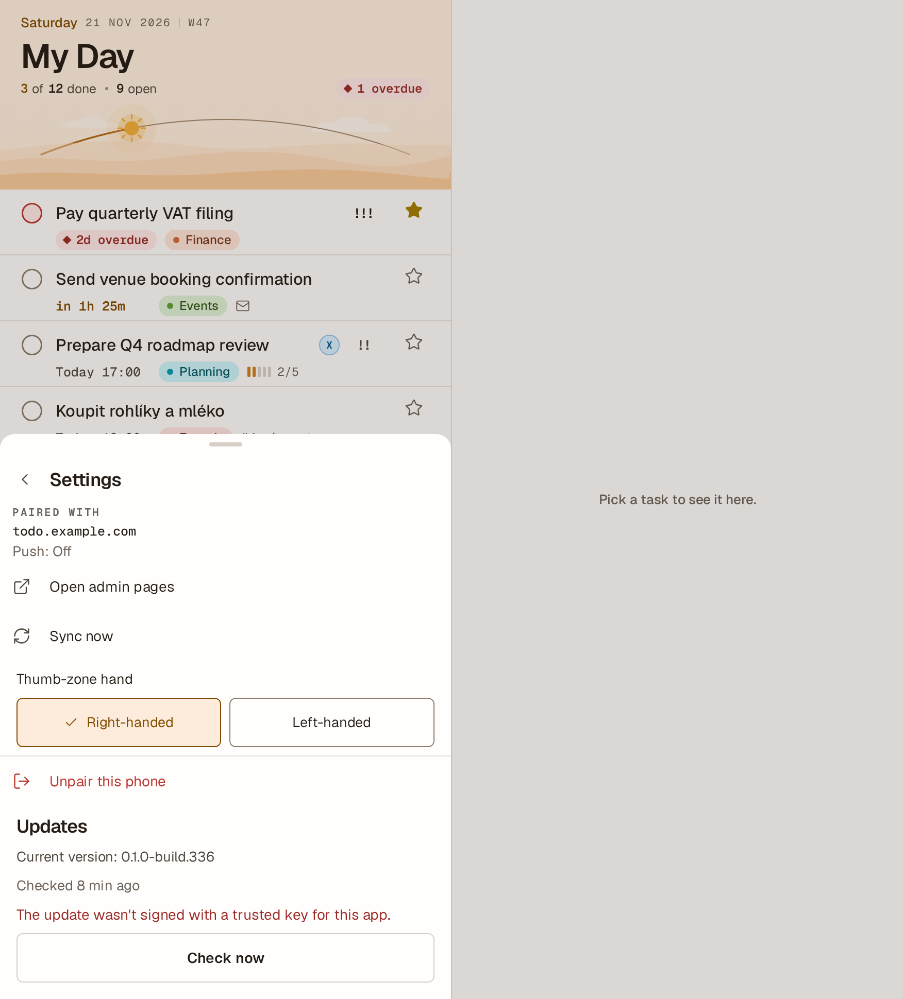 Saturday 21 NOV 2026 | W47
My Day
3 of 12 done • 9 open
1 overdue
Pay quarterly VAT filing !!!
2d overdue Finance
Send venue booking confirmation
in 1h 25m Events
Prepare Q4 roadmap review X !!
Today 17:00 Planning 2/5
Koupit rohlíky a mléko
Settings
PAIRED WITH
todo.example.com
Push: Off
Open admin pages
Sync now
Thumb-zone hand
Right-handed Left-handed
Unpair this phone
Updates
Current version: 0.1.0-build.336
Checked 8 min ago
The update wasn't signed with a trusted key for this app.
Check now
Pick a task to see it here.